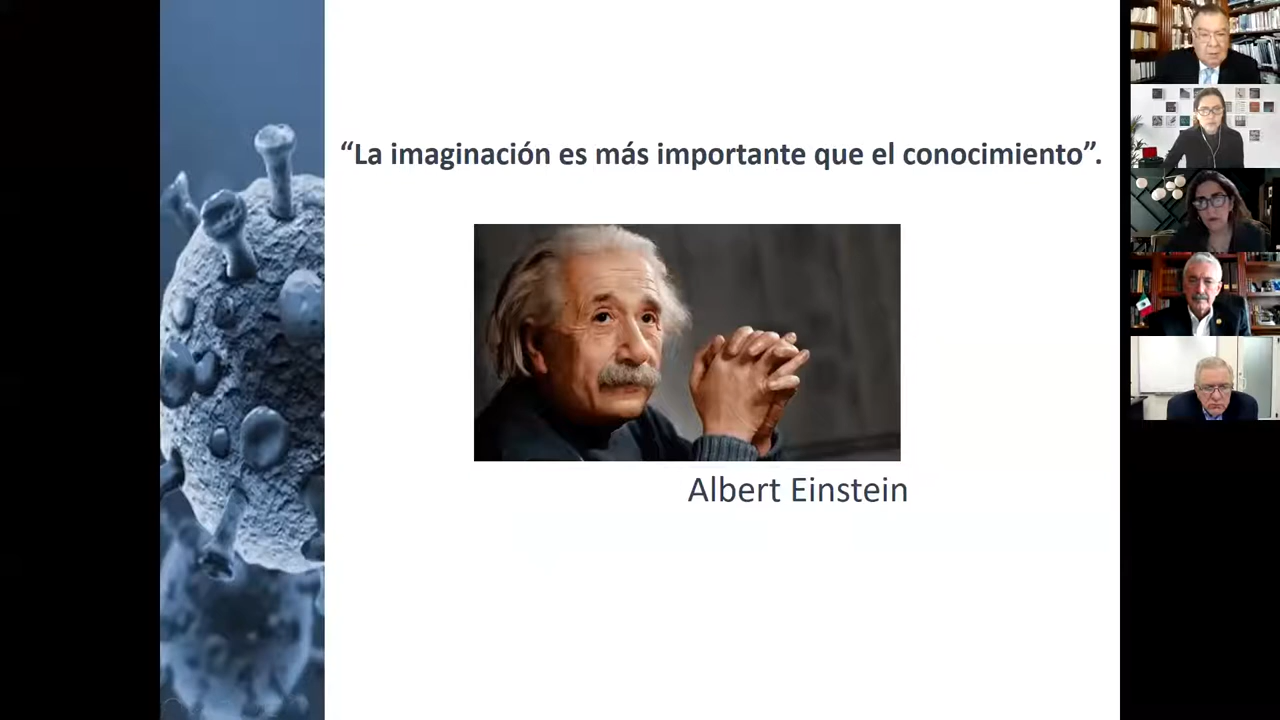 “La imaginación es más importante que el conocimiento”.
Albert Einstein